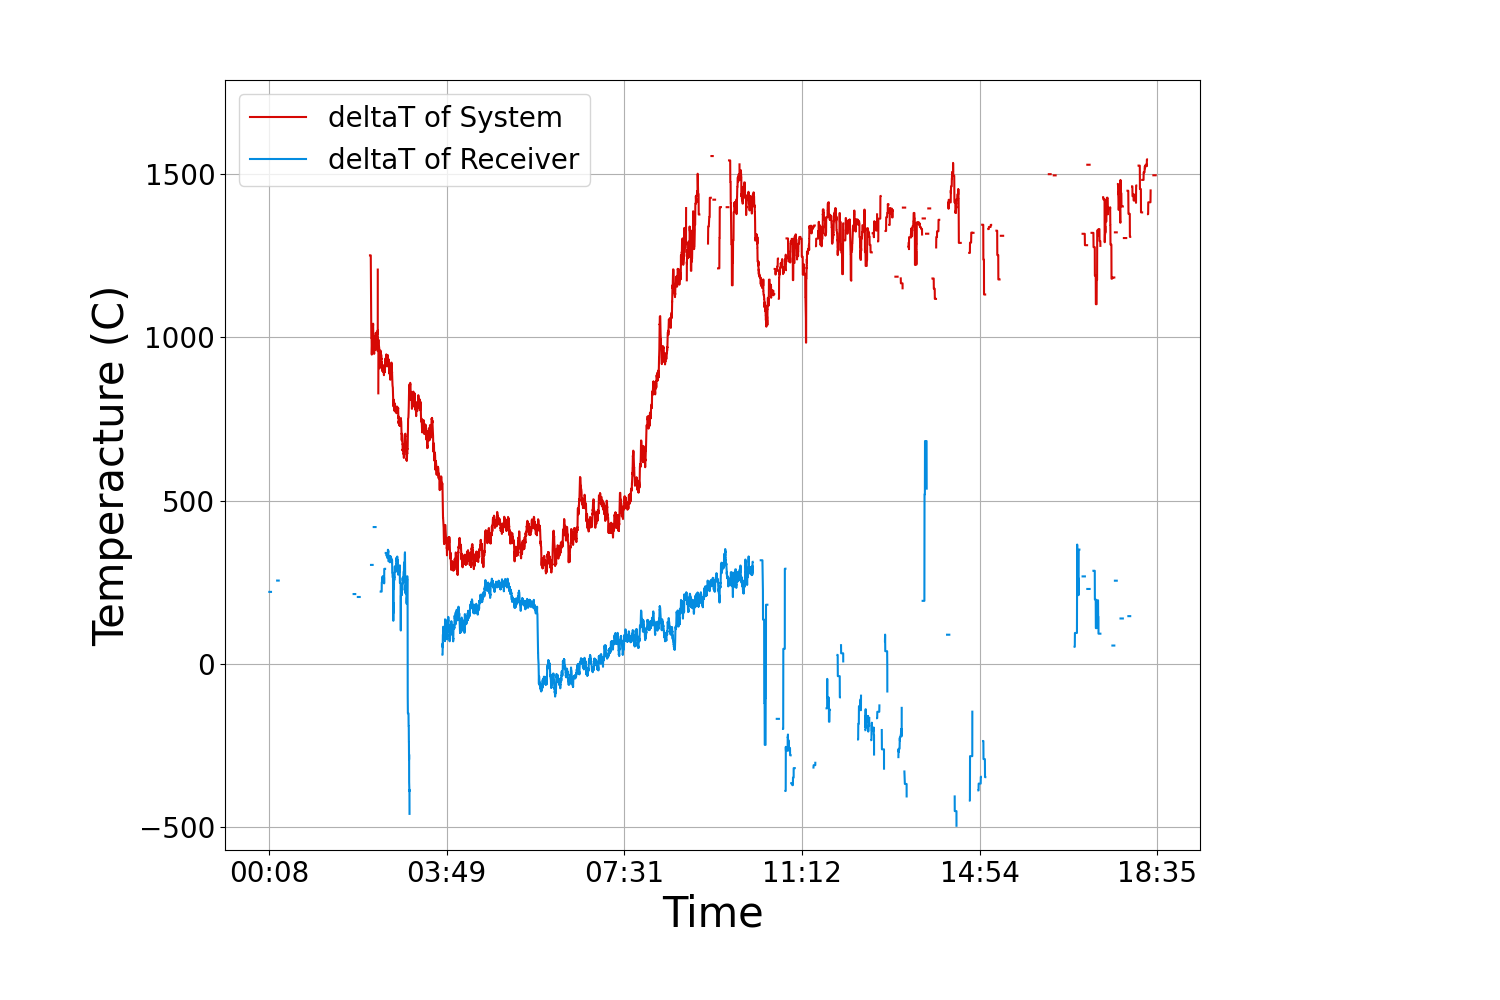 deltaT of System
deltaT of Receiver
1500
1000
500
0
−500
Temperacture (C)
00:08 03:49 07:31 11:12 14:54 18:35
Time